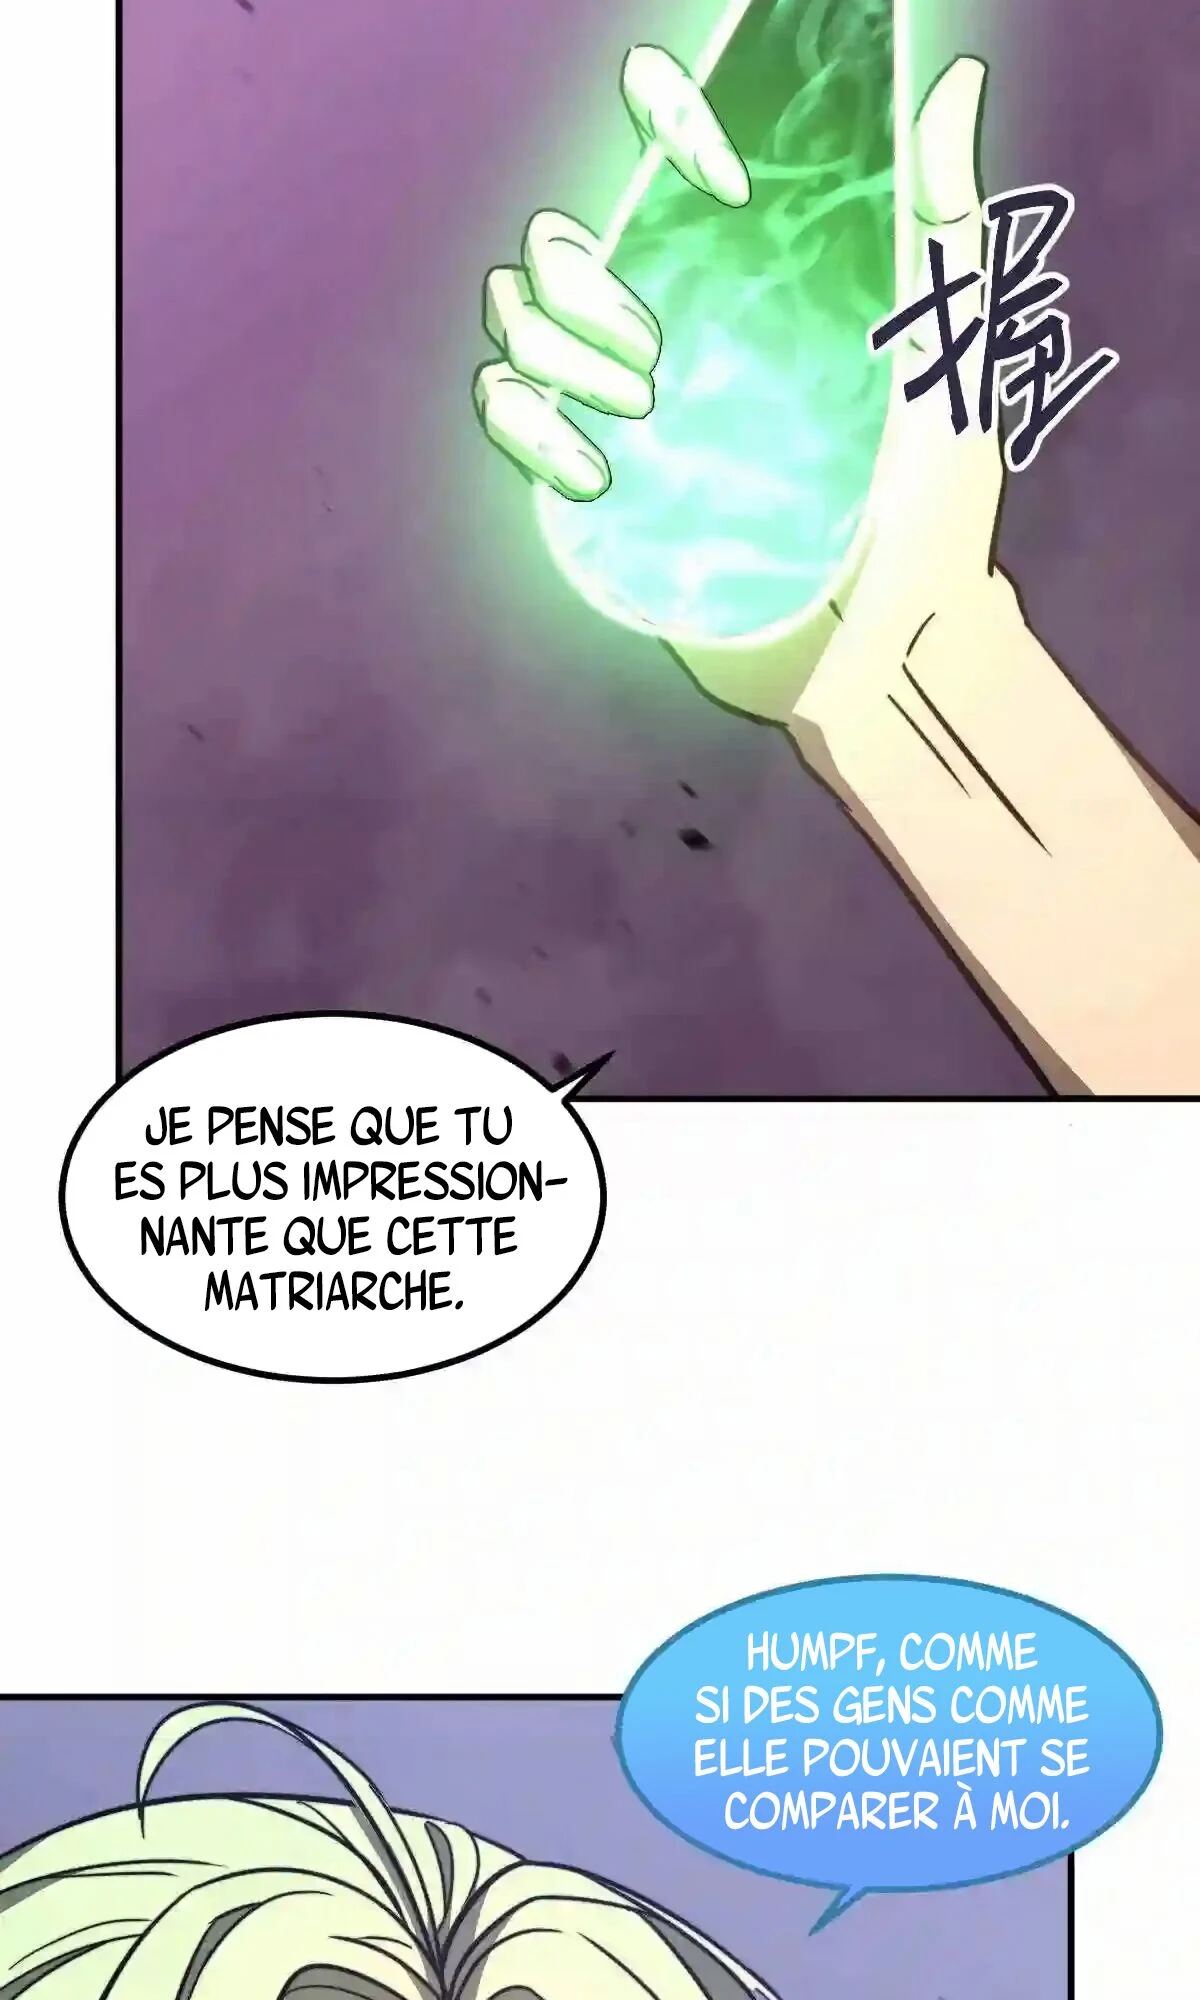 握
JE PENSE QUE TU
ES PLUS IMPRESSION-
NANTE QUE CETTE
MATRIARCHE.
HUMPF, COMME
SI DES GENS COMME
ELLE POUVAIENT SE
COMPARER À MOI.